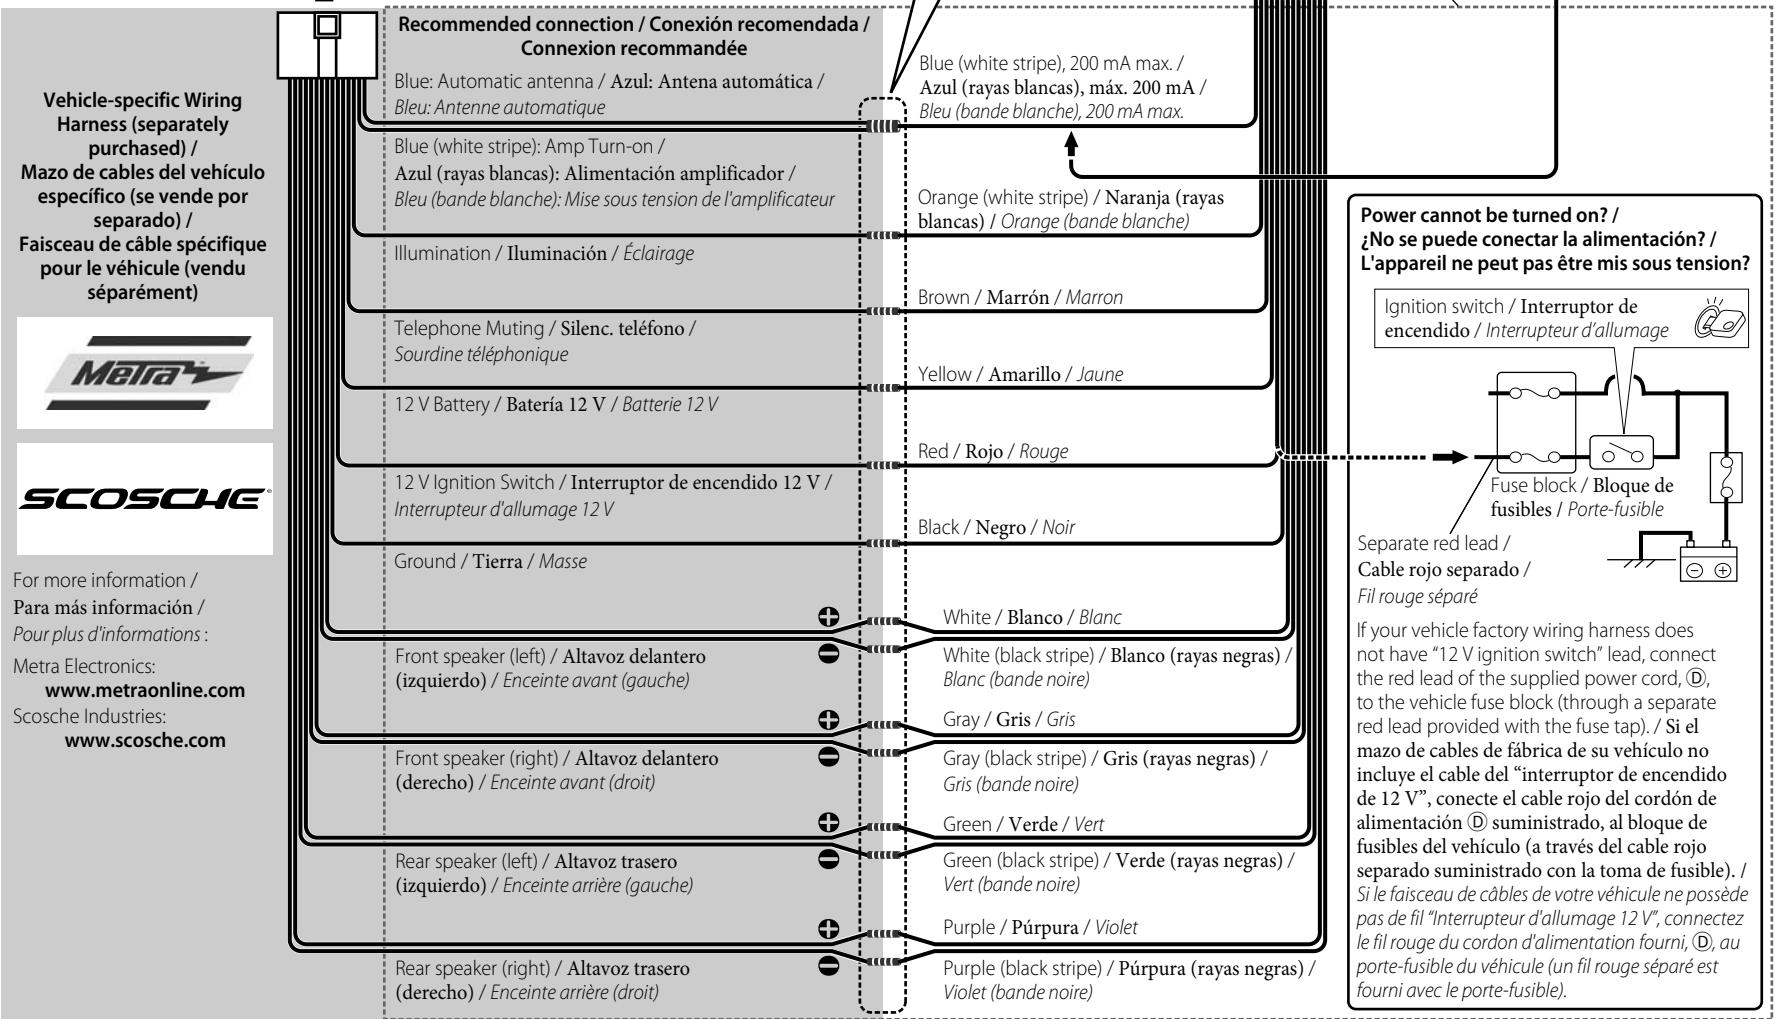 Vehicle-specific Wiring
Harness (separately
purchased) /
Mazo de cables del vehículo
específico (se vende por
separado) /
Faisceau de câble spécifique
pour le véhicule (vendu
séparément)
Metra
SCOSCHE
For more information /
Para más información /
Pour plus d'informations :
Metra Electronics:
www.metraonline.com
Scosche Industries:
www.scosche.com
Recommended connection / Conexión recomendada /
Connexion recommandée
Blue: Automatic antenna / Azul: Antena automática /
Bleu: Antenne automatique
Blue (white stripe): Amp Turn-on /
Azul (rayas blancas): Alimentación amplificador /
Bleu (bande blanche): Mise sous tension de l'amplificateur
Illumination / Iluminación / Éclairage
Telephone Muting / Silenc. teléfono /
Sourdine téléphonique
12 V Battery / Batería 12 V / Batterie 12 V
12 V Ignition Switch / Interruptor de encendido 12 V /
Interrupteur d'allumage 12 V
Ground / Tierra / Masse
Front speaker (left) / Altavoz delantero
(izquierdo) / Enceinte avant (gauche)
Front speaker (right) / Altavoz delantero
(derecho) / Enceinte avant (droit)
Rear speaker (left) / Altavoz trasero
(izquierdo) / Enceinte arrière (gauche)
Rear speaker (right) / Altavoz trasero
(derecho) / Enceinte arrière (droit)
Blue (white stripe), 200 mA max. /
Azul (rayas blancas), máx. 200 mA /
Bleu (bande blanche), 200 mA max.
Orange (white stripe) / Naranja (rayas
blancas) / Orange (bande blanche)
Brown / Marrón / Marron
Yellow / Amarillo / Jaune
Red / Rojo / Rouge
Black / Negro / Noir
White / Blanco / Blanc
White (black stripe) / Blanco (rayas negras) /
Blanc (bande noire)
Gray / Gris / Gris
Gray (black stripe) / Gris (rayas negras) /
Gris (bande noire)
Green / Verde / Vert
Green (black stripe) / Verde (rayas negras) /
Vert (bande noire)
Purple / Púrpura / Violet
Purple (black stripe) / Púrpura (rayas negras) /
Violet (bande noire)
Power cannot be turned on? /
¿No se puede conectar la alimentación? /
L'appareil ne peut pas être mis sous tension?
Ignition switch / Interruptor de
encendido / Interrupteur d'allumage
Fuse block / Bloque de
fusibles / Porte-fusible
Separate red lead /
Cable rojo separado /
Fil rouge séparé
If your vehicle factory wiring harness does
not have “12 V ignition switch” lead, connect
the red lead of the supplied power cord, Ⓓ,
to the vehicle fuse block (through a separate
red lead provided with the fuse tap). / Si el
mazo de cables de fábrica de su vehículo no
incluye el cable del “interruptor de encendido
de 12 V”, conecte el cable rojo del cordón de
alimentación Ⓓ suministrado, al bloque de
fusibles del vehículo (a través del cable rojo
separado suministrado con la toma de fusible). /
Si le faisceau de câbles de votre véhicule ne possède
pas de fil “Interrupteur d'allumage 12 V”, connectez
le fil rouge du cordon d'alimentation fourni, Ⓓ, au
porte-fusible du véhicule (un fil rouge séparé est
fourni avec le porte-fusible).